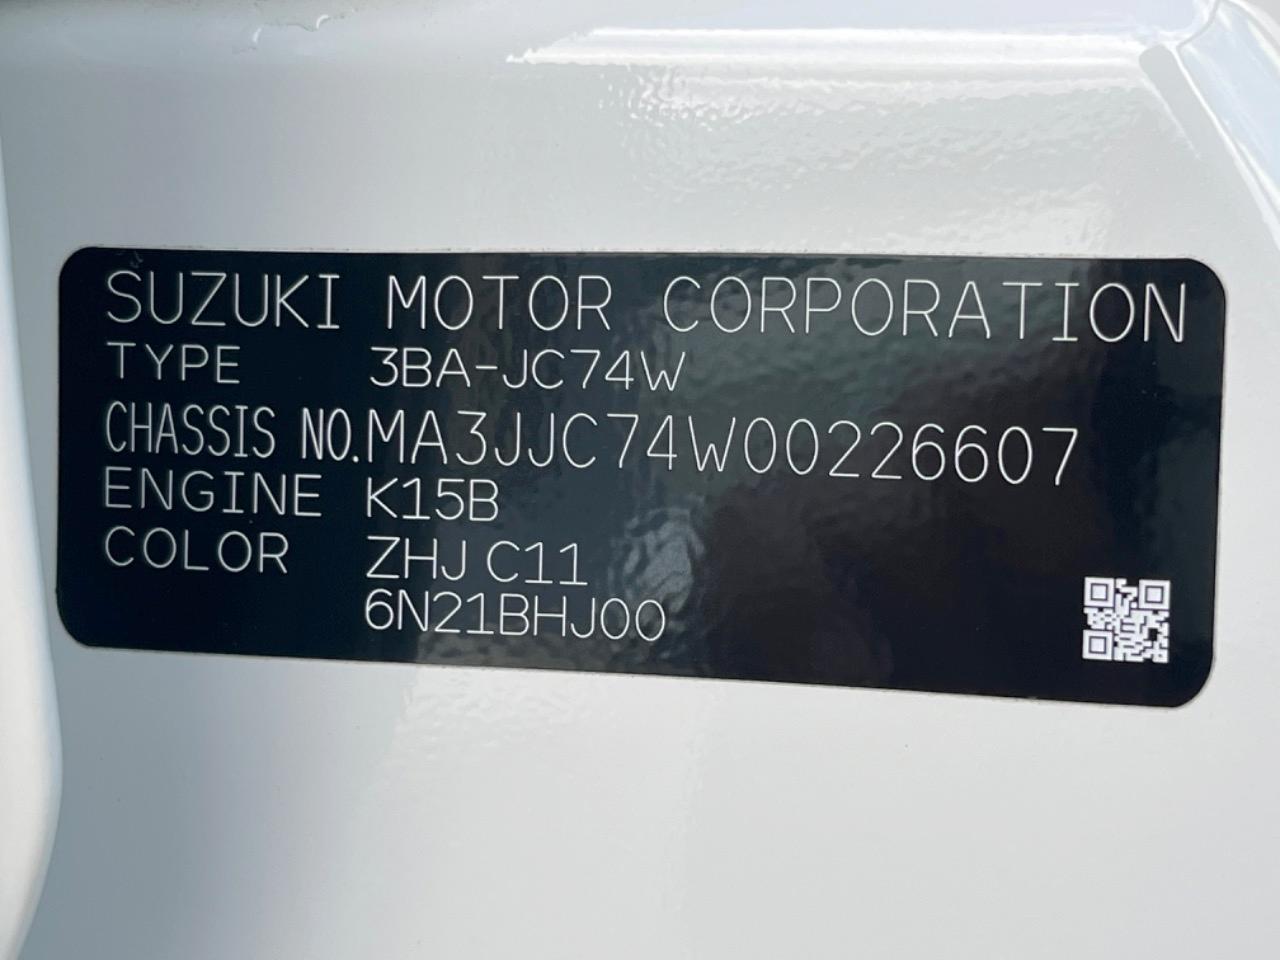 SUZUKI MOTOR CORPORATION
TYPE 3BA-JC74W
CHASSIS NO.MA3JJC74W00226607
ENGINE K15B
COLOR ZHJ C11
6N21BHJ00